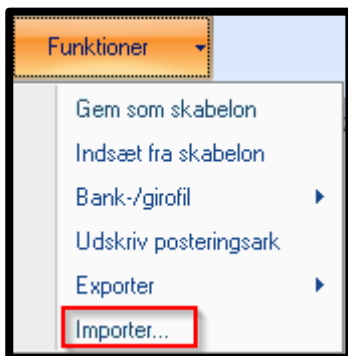 Funktioner
Gem som skabelon
Indsæt fra skabelon
Bank-/girofil
Udskriv posteringsark
Exporter
Importer...